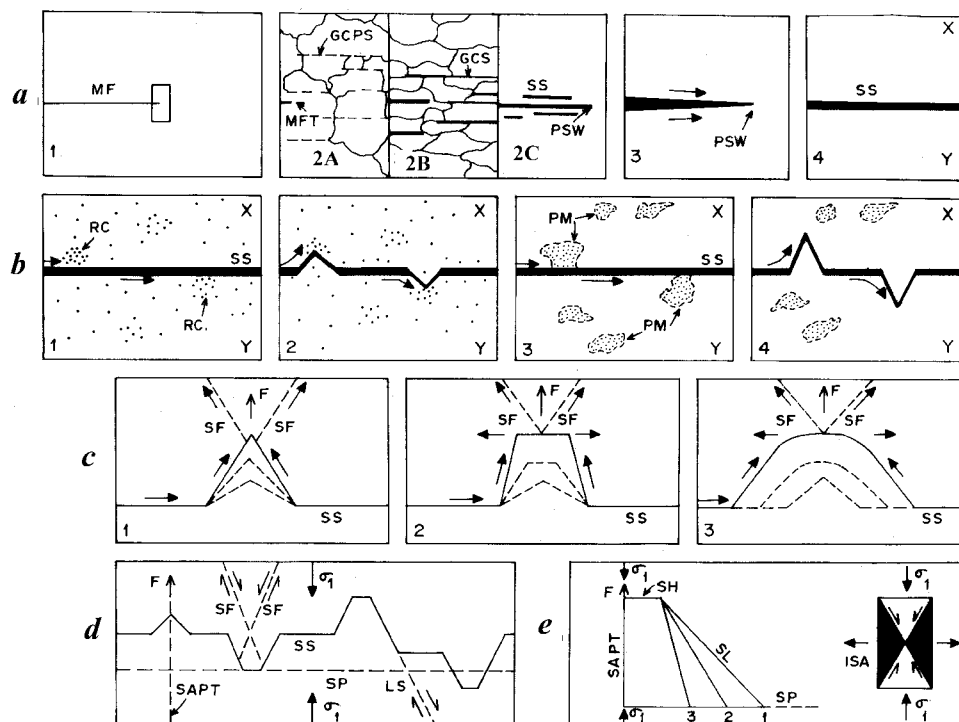 a
MF
1
GCPS
MFT
2A
GCS
2B
SS
PSW
2C
PSW
3
X
SS
4
Y
b
RC
X
SS
RC
1
Y
X
2
Y
PM
X
SS
PM
3
Y
X
4
Y
c
F
SF SF
1
SS
F
SF SF
2
SS
F
SF SF
3
SS
d
F
SF SF
σ1
SS
SAPT
SP
σ1
LS
e
σ1
F
SH
SAPT
SL
SP
σ1
3 2 1
σ1
ISA
σ1